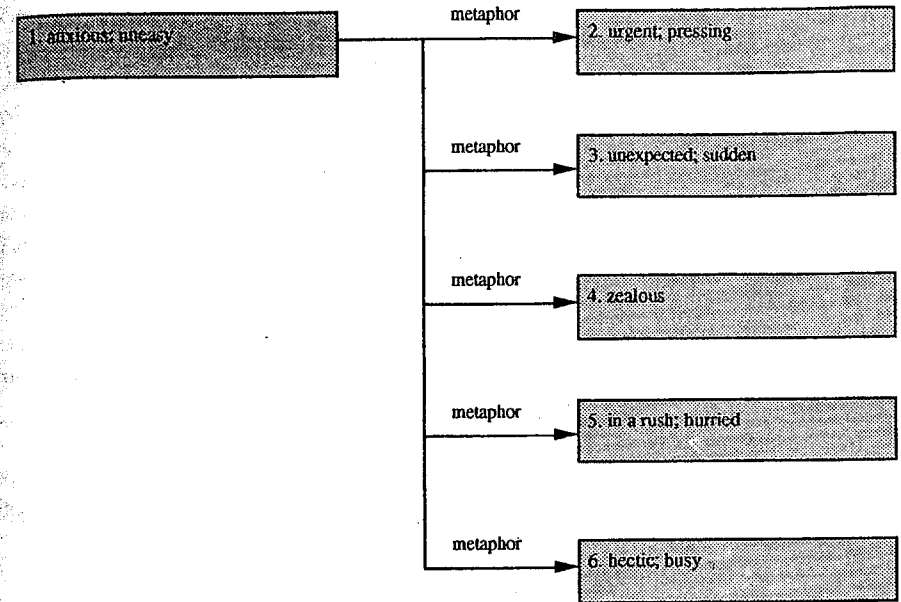 1. anxious; uneasy
metaphor
2. urgent; pressing
metaphor
3. unexpected; sudden
metaphor
4. zealous
metaphor
5. in a rush; hurried
metaphor
6. hectic; busy